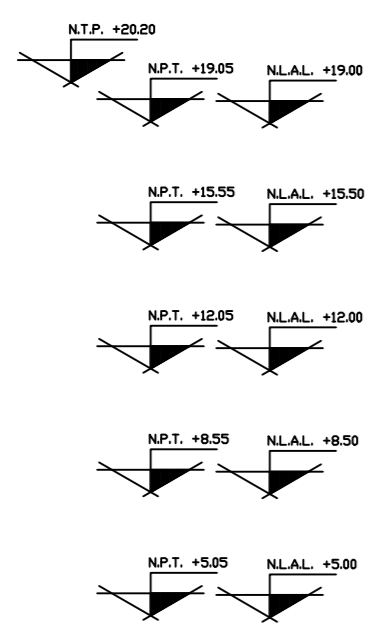 N.T.P. +20.20
N.P.T. +19.05 N.L.A.L. +19.00
N.P.T. +15.55 N.L.A.L. +15.50
N.P.T. +12.05 N.L.A.L. +12.00
N.P.T. +8.55 N.L.A.L. +8.50
N.P.T. +5.05 N.L.A.L. +5.00